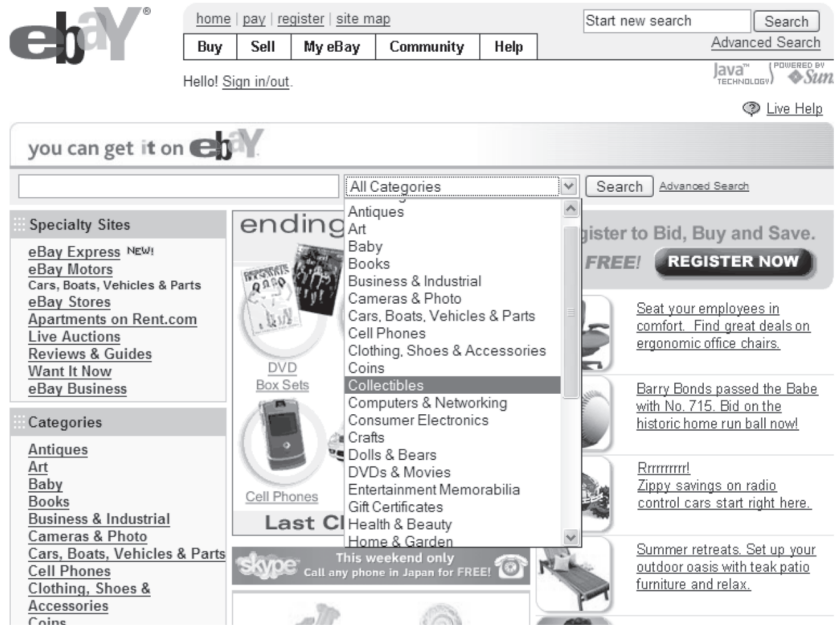 ebaY®
home | pay | register | site map
Start new search
Search
Buy
Sell
My eBay
Community
Help
Advanced Search
Hello! Sign in/out.
Java™ TECHNOLOGY
POWERED BY Sun
Live Help
you can get it on ebaY
All Categories
Search
Advanced Search
Specialty Sites
eBay Express NEW!
eBay Motors
Cars, Boats, Vehicles & Parts
eBay Stores
Apartments on Rent.com
Live Auctions
Reviews & Guides
Want It Now
eBay Business
Categories
Antiques
Art
Baby
Books
Business & Industrial
Cameras & Photo
Cars, Boats, Vehicles & Parts
Cell Phones
Clothing, Shoes &
Accessories
Coins
ending
DVD
Box Sets
Cell Phones
Last
Antiques
Art
Baby
Books
Business & Industrial
Cameras & Photo
Cars, Boats, Vehicles & Parts
Cell Phones
Clothing, Shoes & Accessories
Coins
Collectibles
Computers & Networking
Consumer Electronics
Crafts
Dolls & Bears
DVDs & Movies
Entertainment Memorabilia
Gift Certificates
Health & Beauty
Home & Garden
skype
This weekend only
Call any phone in Japan for FREE!
to Bid, Buy and Save.
FREE!
REGISTER NOW
Seat your employees in
comfort. Find great deals on
ergonomic office chairs.
Barry Bonds passed the Babe
with No. 715. Bid on the
historic home run ball now!
Rrrrrrrrr!
Zippy savings on radio
control cars start right here.
Summer retreats. Set up your
outdoor oasis with teak patio
furniture and relax.